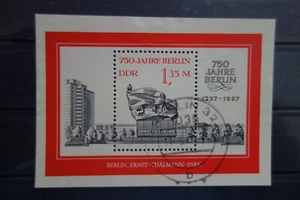 750 JAHRE BERLIN
DDR 1,35 M
750
JAHRE
BERLIN
1237-1987
BERLIN, ERNST-THÄLMANN-PARK